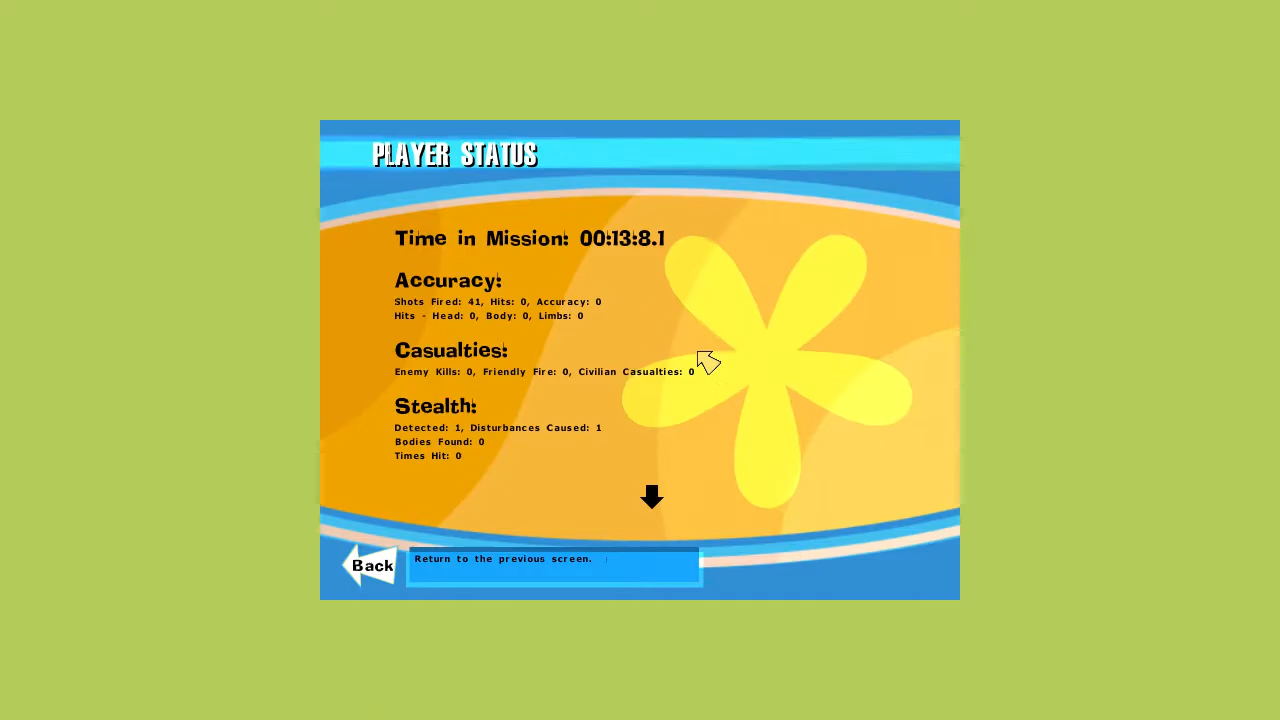 PLAYER STATUS
Time in Mission: 00:13:8.1
Accuracy:
Shots Fired: 41, Hits: 0, Accuracy: 0
Hits - Head: 0, Body: 0, Limbs: 0
Casualties:
Enemy Kills: 0, Friendly Fire: 0, Civilian Casualties: 0
Stealth:
Detected: 1, Disturbances Caused: 1
Bodies Found: 0
Times Hit: 0
Back
Return to the previous screen.